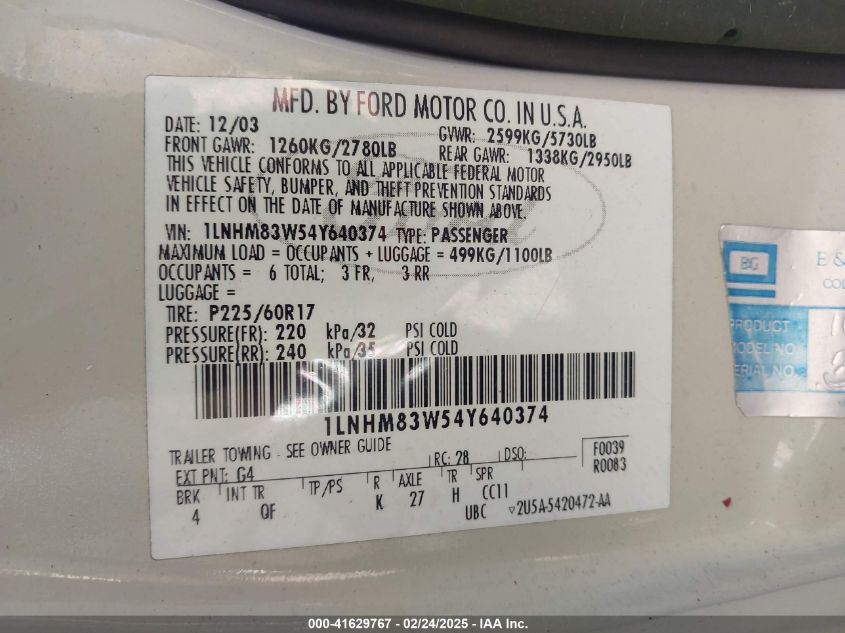 MFD. BY FORD MOTOR CO. IN U.S.A.
DATE: 12/03 GVWR: 2599KG/5730LB
FRONT GAWR: 1260KG/2780LB REAR GAWR: 1338KG/2950LB
THIS VEHICLE CONFORMS TO ALL APPLICABLE FEDERAL MOTOR
VEHICLE SAFETY, BUMPER, AND THEFT PREVENTION STANDARDS
IN EFFECT ON THE DATE OF MANUFACTURE SHOWN ABOVE.
VIN: 1LNHM83W54Y640374 TYPE: PASSENGER
MAXIMUM LOAD = OCCUPANTS + LUGGAGE = 499KG/1100LB
OCCUPANTS = 6 TOTAL; 3 FR, 3 RR
LUGGAGE =
TIRE: P225/60R17
PRESSURE(FR): 220 kPa/32 PSI COLD
PRESSURE(RR): 240 kPa/35 PSI COLD
1LNHM83W54Y640374
TRAILER TOWING - SEE OWNER GUIDE
EXT PNT: G4 RC: 28 DSO: F0039
R0083
BRK INT TR TP/PS R AXLE TR SPR
4 OF K 27 H CC11
UBC ▽2U5A-5420472-AA
BG
E &
PRODUCT
MODEL NO
SERIAL NO.
000-41629767 - 02/24/2025 - IAA Inc.